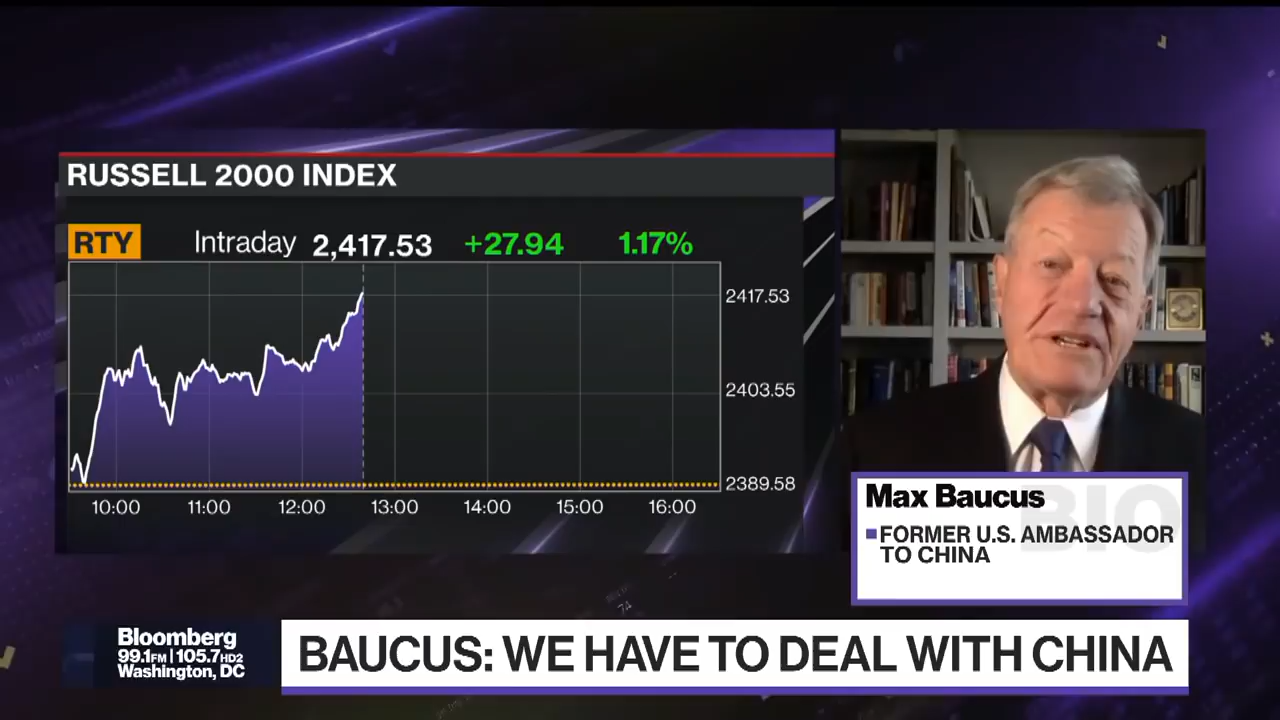 RUSSELL 2000 INDEX
RTY Intraday 2,417.53 +27.94 1.17%
2417.53
2403.55
2389.58
10:00 11:00 12:00 13:00 14:00 15:00 16:00
Max Baucus
BIO
FORMER U.S. AMBASSADOR
TO CHINA
Bloomberg
99.1FM | 105.7HD2
Washington, DC
BAUCUS: WE HAVE TO DEAL WITH CHINA